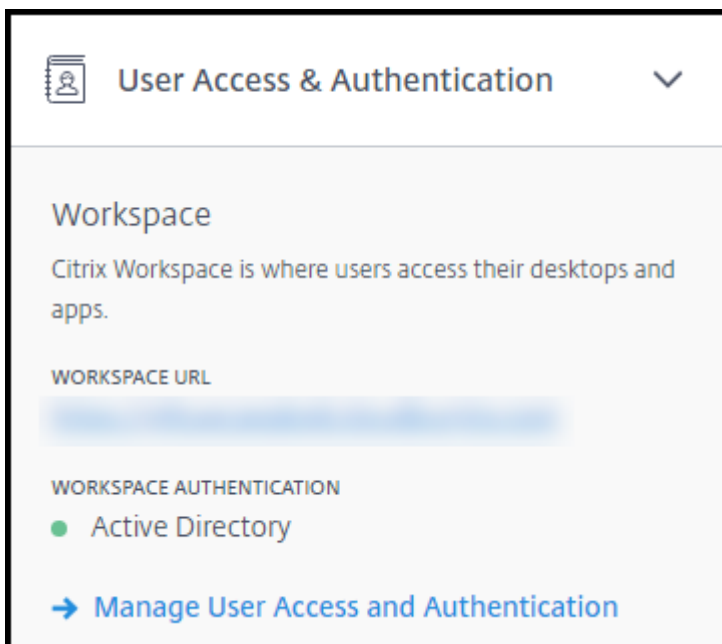 User Access & Authentication
Workspace
Citrix Workspace is where users access their desktops and
apps.
WORKSPACE URL
WORKSPACE AUTHENTICATION
Active Directory
Manage User Access and Authentication